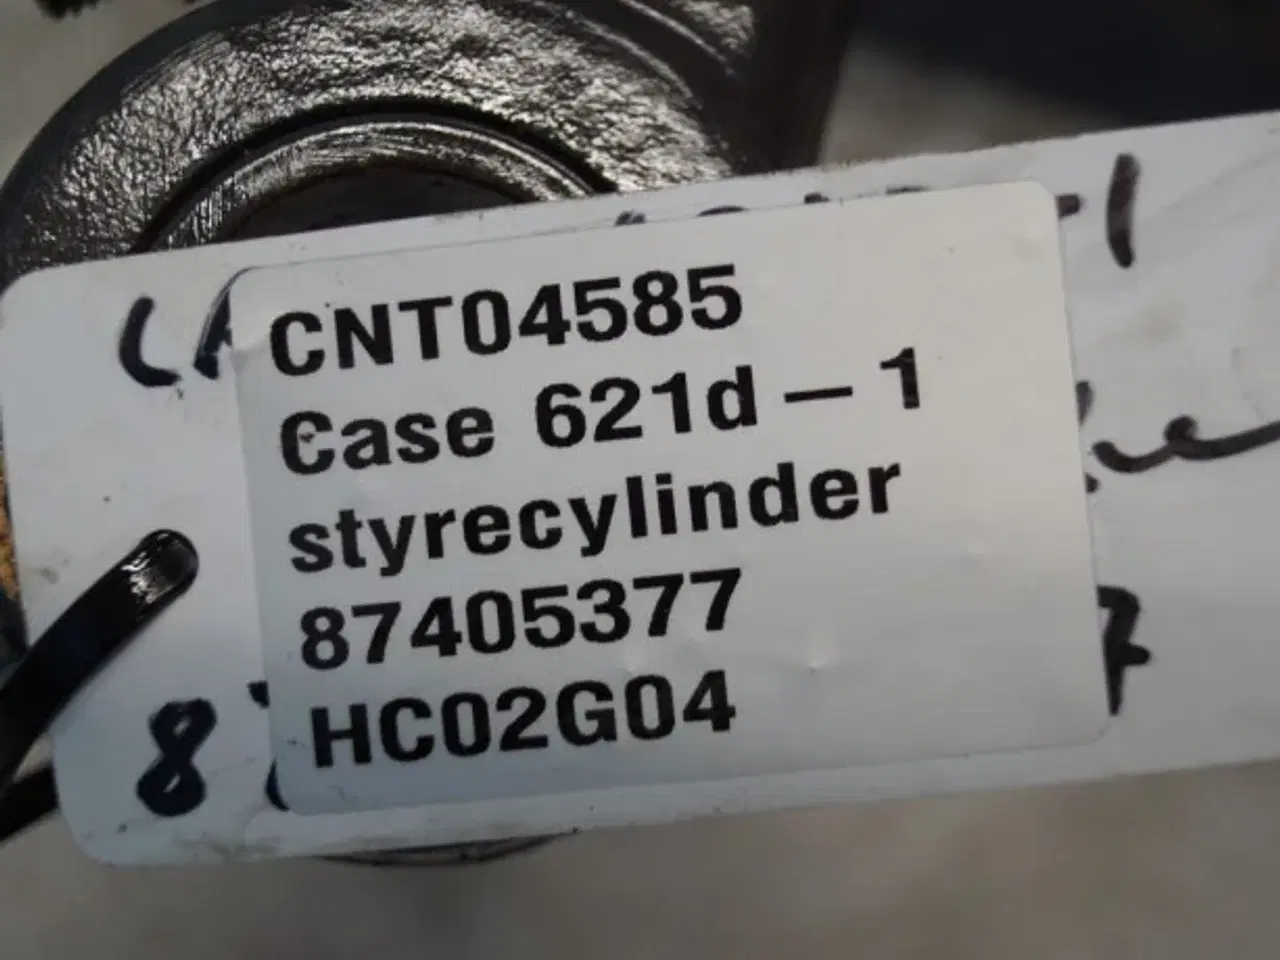 CNT04585
Case 621d – 1
styrecylinder
87405377
HC02G04